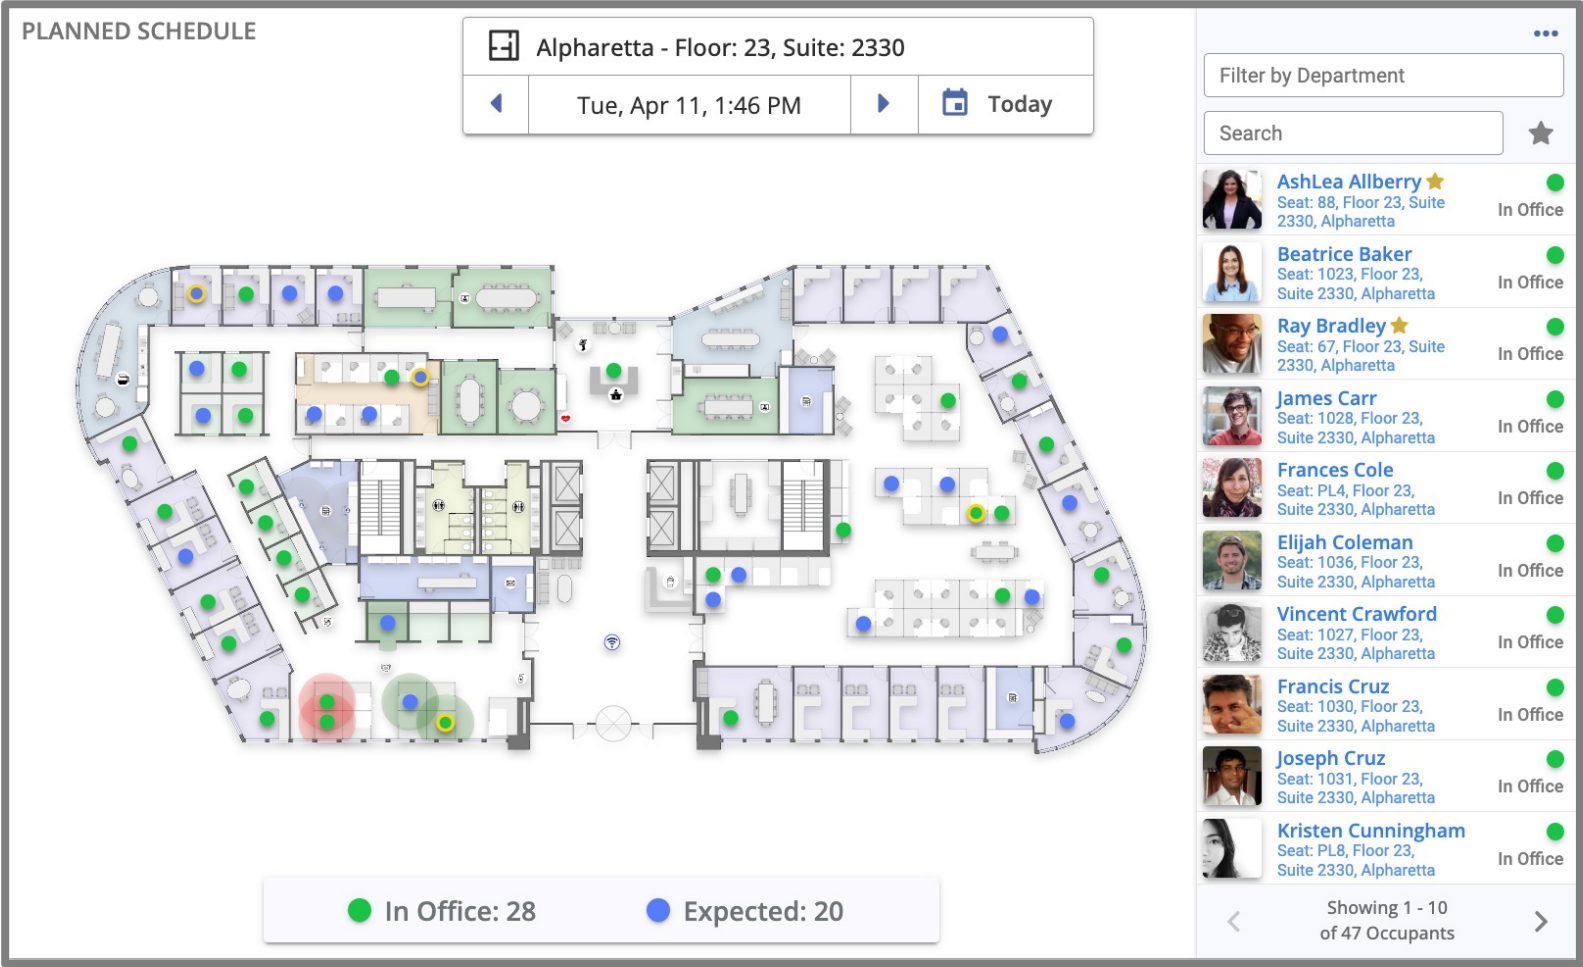 PLANNED SCHEDULE
Alpharetta - Floor: 23, Suite: 2330
Tue, Apr 11, 1:46 PM
Today
Filter by Department
Search
AshLea Allberry
Seat: 88, Floor 23, Suite
2330, Alpharetta
In Office
Beatrice Baker
Seat: 1023, Floor 23,
Suite 2330, Alpharetta
In Office
Ray Bradley
Seat: 67, Floor 23, Suite
2330, Alpharetta
In Office
James Carr
Seat: 1028, Floor 23,
Suite 2330, Alpharetta
In Office
Frances Cole
Seat: PL4, Floor 23,
Suite 2330, Alpharetta
In Office
Elijah Coleman
Seat: 1036, Floor 23,
Suite 2330, Alpharetta
In Office
Vincent Crawford
Seat: 1027, Floor 23,
Suite 2330, Alpharetta
In Office
Francis Cruz
Seat: 1030, Floor 23,
Suite 2330, Alpharetta
In Office
Joseph Cruz
Seat: 1031, Floor 23,
Suite 2330, Alpharetta
In Office
Kristen Cunningham
Seat: PL8, Floor 23,
Suite 2330, Alpharetta
In Office
Showing 1 - 10
of 47 Occupants
In Office: 28
Expected: 20